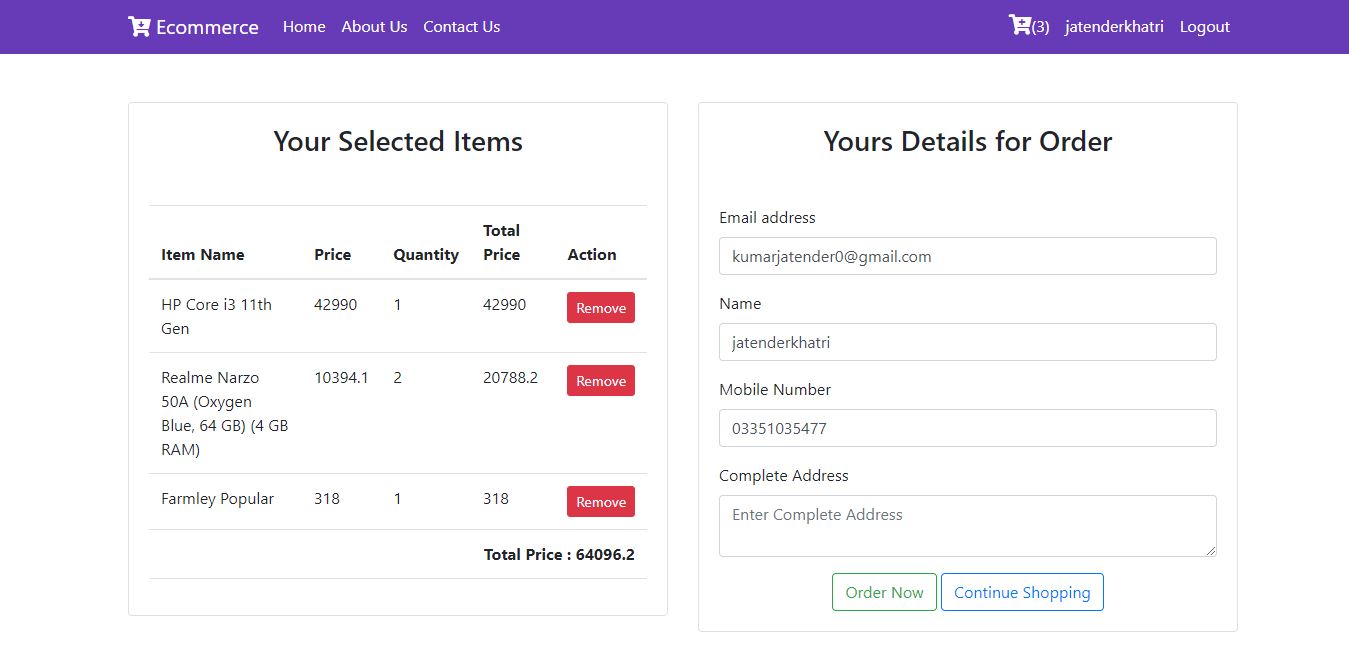 Ecommerce Home About Us Contact Us (3) jatenderkhatri Logout
Your Selected Items
Item Name Price Quantity Total Price Action
HP Core i3 11th Gen 42990 1 42990 Remove
Realme Narzo 50A (Oxygen Blue, 64 GB) (4 GB RAM) 10394.1 2 20788.2 Remove
Farmley Popular 318 1 318 Remove
Total Price : 64096.2
Yours Details for Order
Email address
kumarjatender0@gmail.com
Name
jatenderkhatri
Mobile Number
03351035477
Complete Address
Enter Complete Address
Order Now Continue Shopping